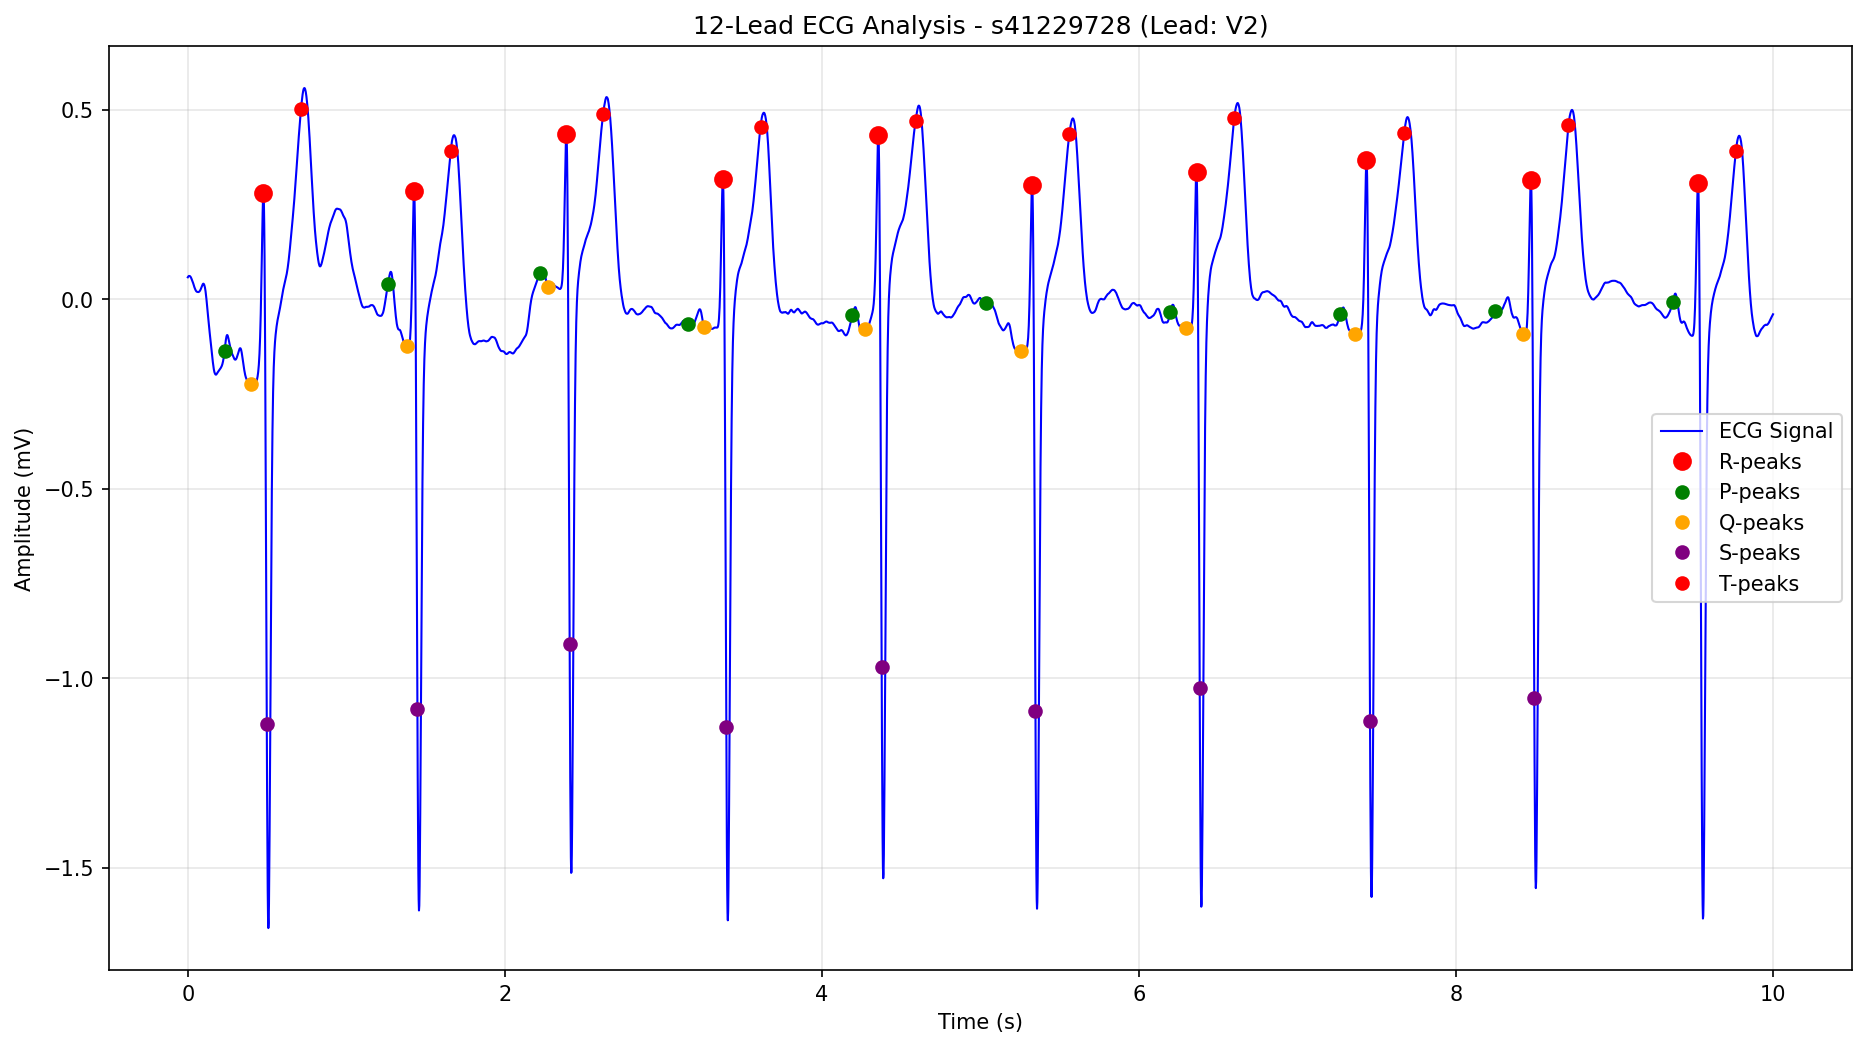 12-Lead ECG Analysis - s41229728 (Lead: V2)
0.5
0.0
−0.5
−1.0
−1.5
Amplitude (mV)
ECG Signal
R-peaks
P-peaks
Q-peaks
S-peaks
T-peaks
0 2 4 6 8 10
Time (s)